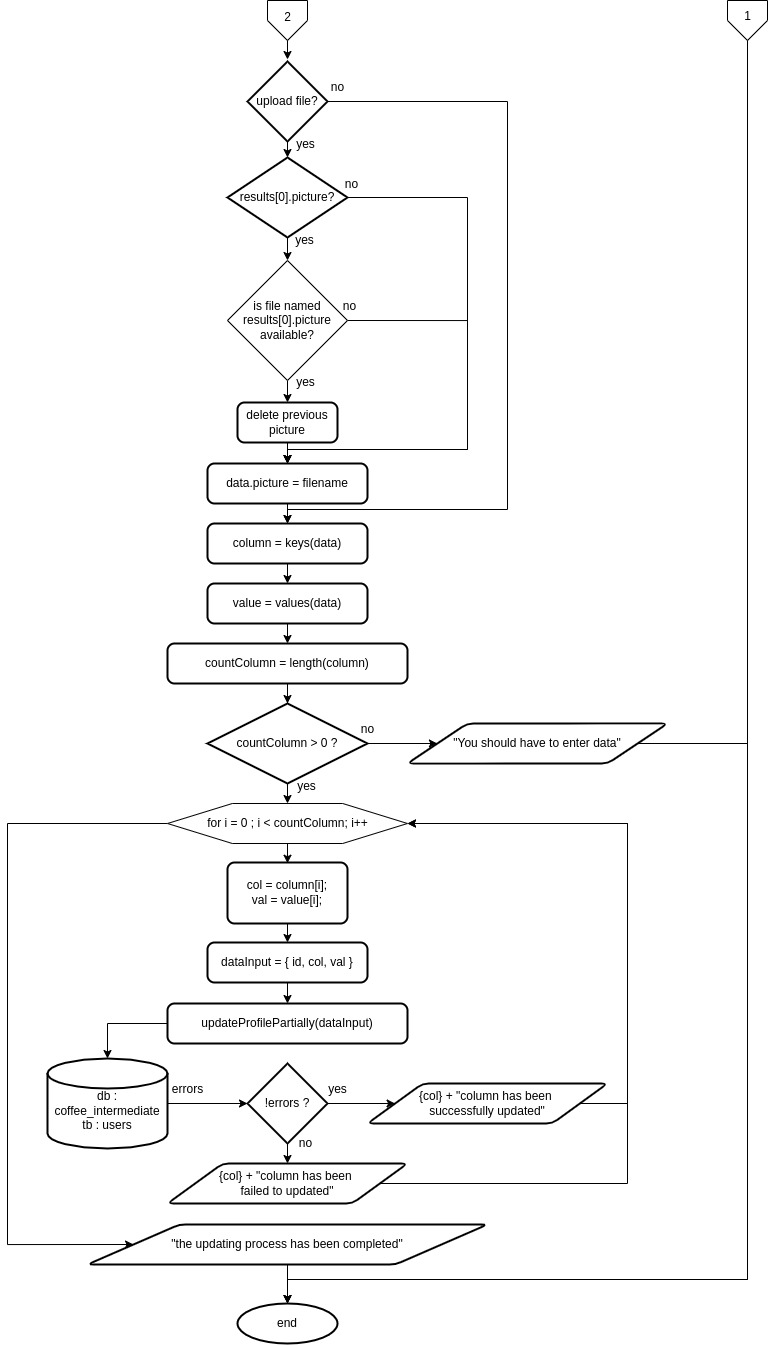 2
1
upload file?
no
yes
results[0].picture?
no
yes
is file named
results[0].picture
available?
no
yes
delete previous
picture
data.picture = filename
column = keys(data)
value = values(data)
countColumn = length(column)
countColumn > 0 ?
no
"You should have to enter data"
yes
for i = 0 ; i < countColumn; i++
col = column[i];
val = value[i];
dataInput = { id, col, val }
updateProfilePartially(dataInput)
db :
coffee_intermediate
tb : users
errors
!errors ?
yes
{col} + "column has been
successfully updated"
no
{col} + "column has been
failed to updated"
"the updating process has been completed"
end